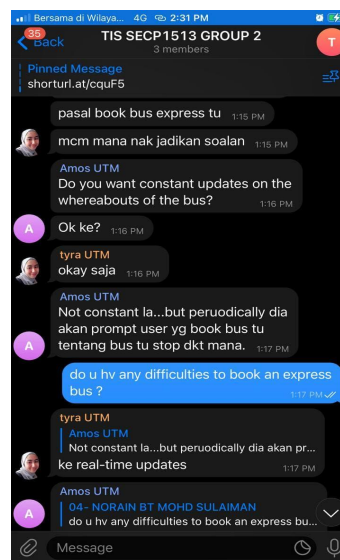 Bersama di Wilaya... 4G 2:31 PM
35
Back
TIS SECP1513 GROUP 2
3 members
T
Pinned Message
shorturl.at/cquF5
pasal book bus express tu 1:15 PM
mcm mana nak jadikan soalan 1:15 PM
Amos UTM
Do you want constant updates on the
whereabouts of the bus? 1:16 PM
A
Ok ke? 1:16 PM
tyra UTM
okay saja 1:16 PM
Amos UTM
Not constant la...but peruodically dia
akan prompt user yg book bus tu
tentang bus tu stop dkt mana. 1:17 PM
A
do u hv any difficulties to book an express
bus ? 1:17 PM
tyra UTM
Amos UTM
Not constant la...but peruodically dia akan pr...
ke real-time updates 1:17 PM
Amos UTM
04- NORAIN BT MOHD SULAIMAN
do u hv any difficulties to book an express bu...
A
Message